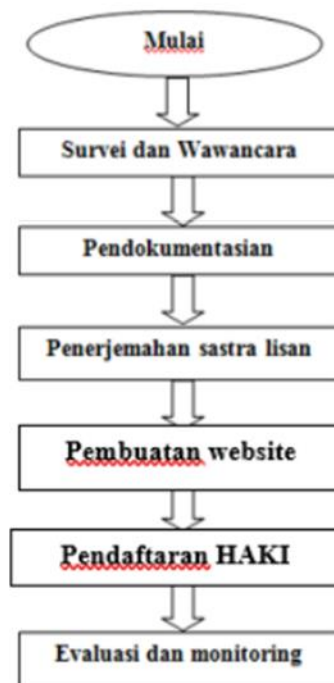 Mulai
Survei dan Wawancara
Pendokumentasian
Penerjemahan sastra lisan
Pembuatan website
Pendaftaran HAKI
Evaluasi dan monitoring